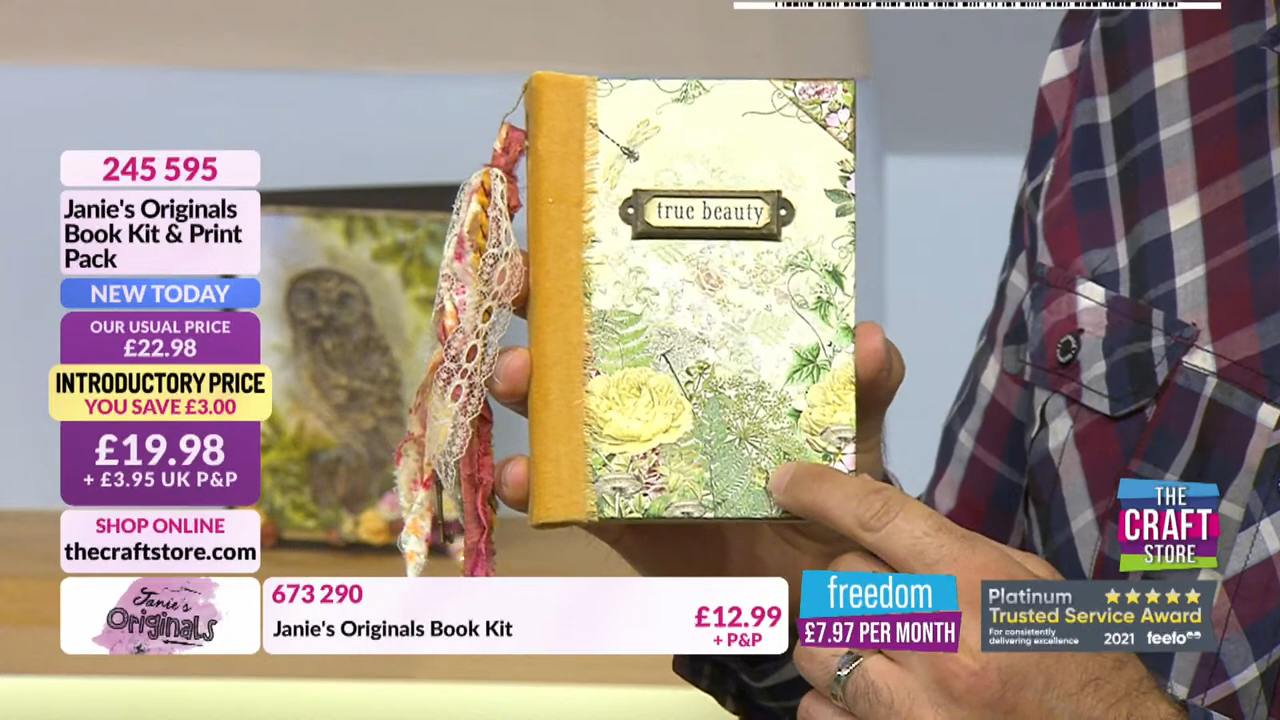 245 595
Janie's Originals
Book Kit & Print
Pack
NEW TODAY
OUR USUAL PRICE
£22.98
INTRODUCTORY PRICE
YOU SAVE £3.00
£19.98
+ £3.95 UK P&P
SHOP ONLINE
thecraftstore.com
true beauty
Janie's
Originals
673 290
Janie's Originals Book Kit
£12.99
+ P&P
freedom
£7.97 PER MONTH
THE
CRAFT
STORE
Platinum
Trusted Service Award
For consistently
delivering excellence
2021 feefo